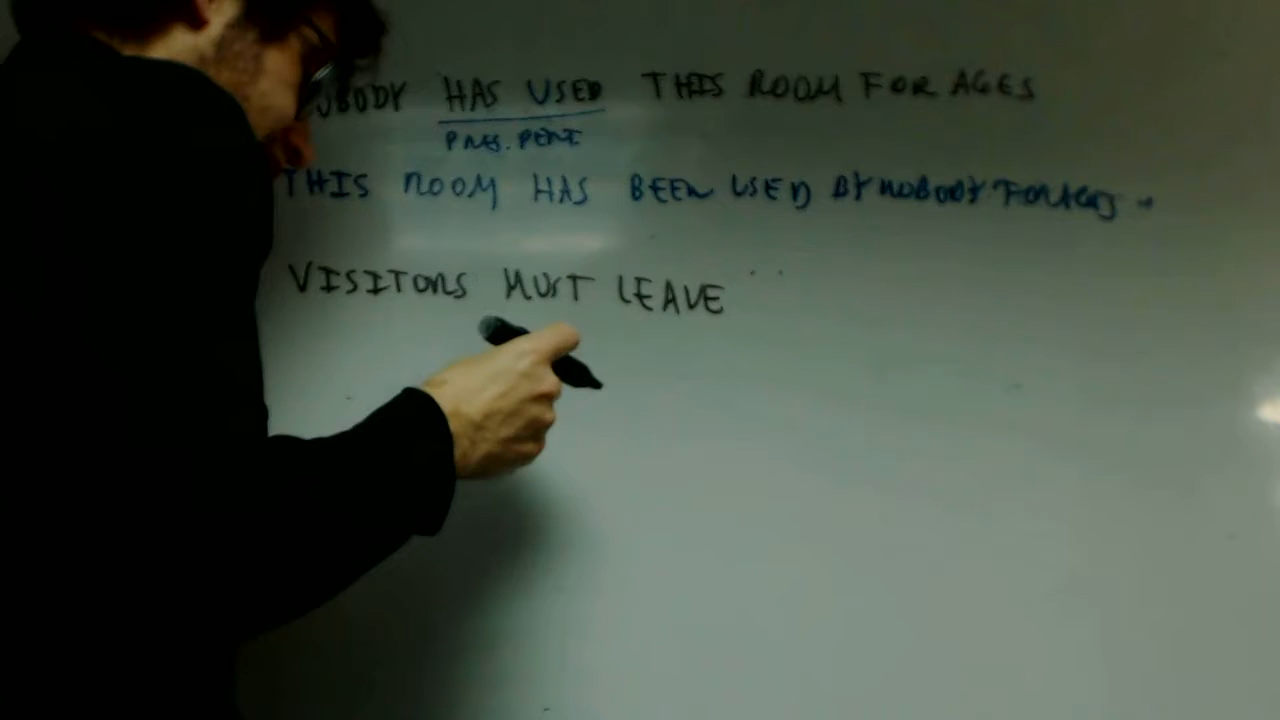 NOBODY HAS USED THIS ROOM FOR AGES
PRES. PERF.
THIS ROOM HAS BEEN USED BY NOBODY FOR AGES
VISITORS MUST LEAVE